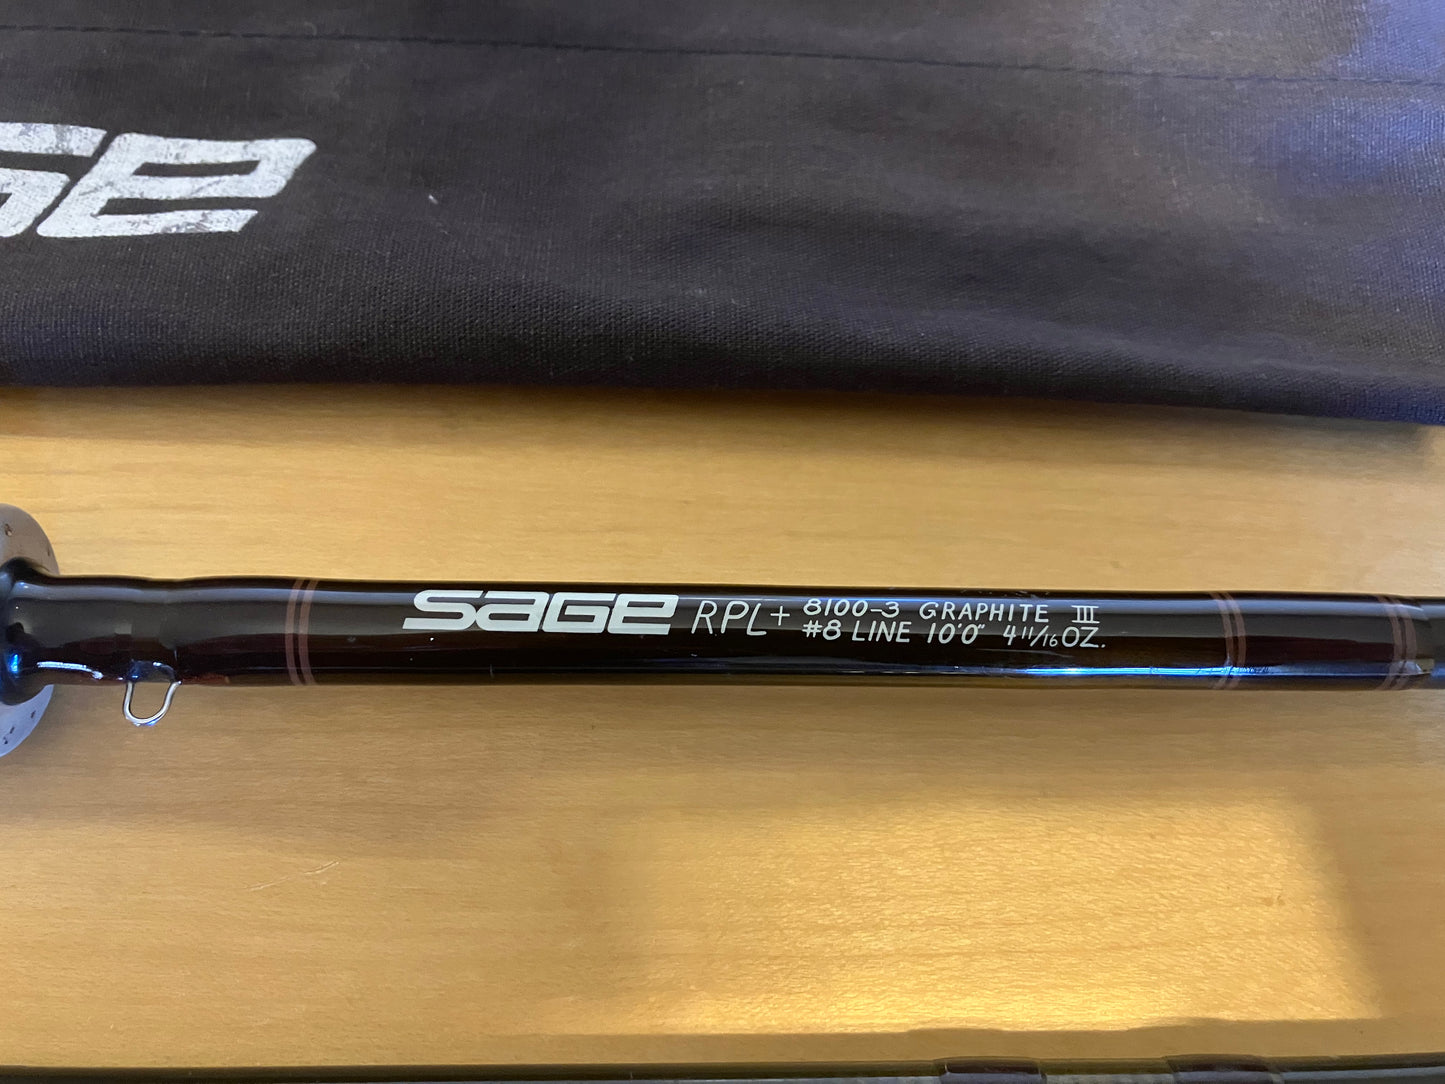 sage
SAGE RPL+ 8100-3 GRAPHITE III
#8 LINE 10'0" 4 11/16 OZ.